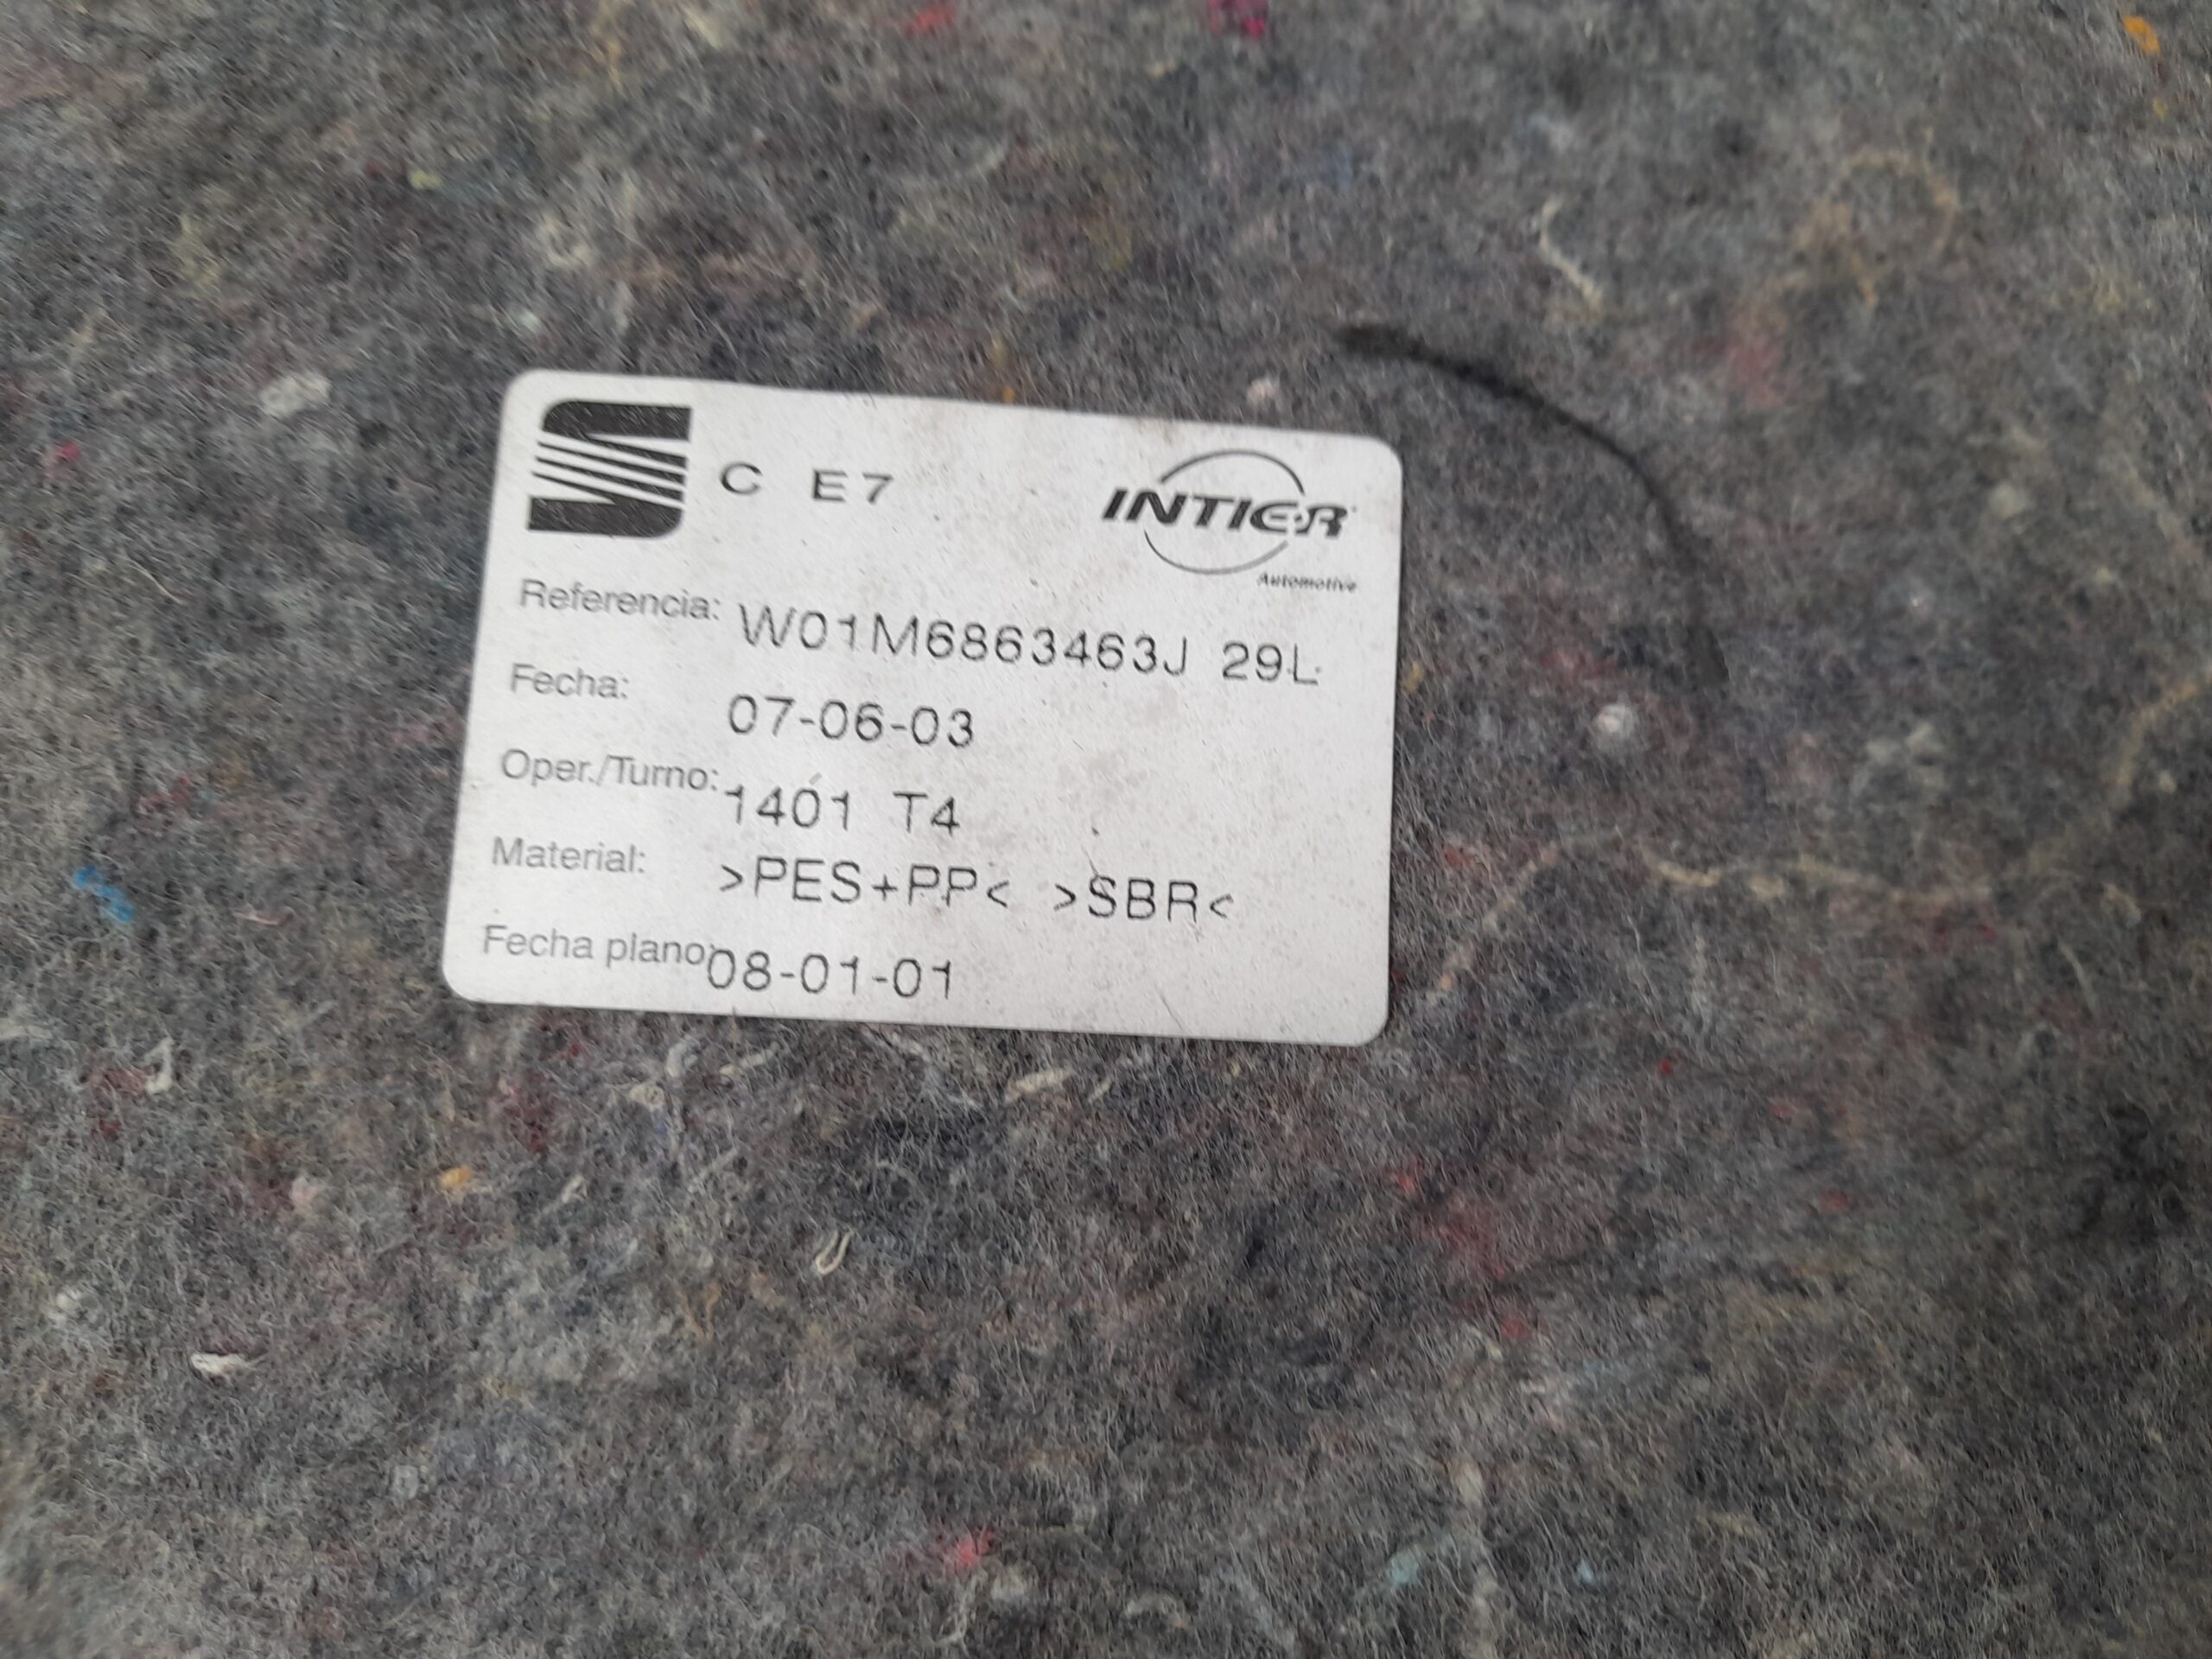 C E7
INTIER
Automotive
Referencia: W01M6863463J 29L
Fecha: 07-06-03
Oper./Turno: 1401 T4
Material: >PES+PP< >SBR<
Fecha plano: 08-01-01